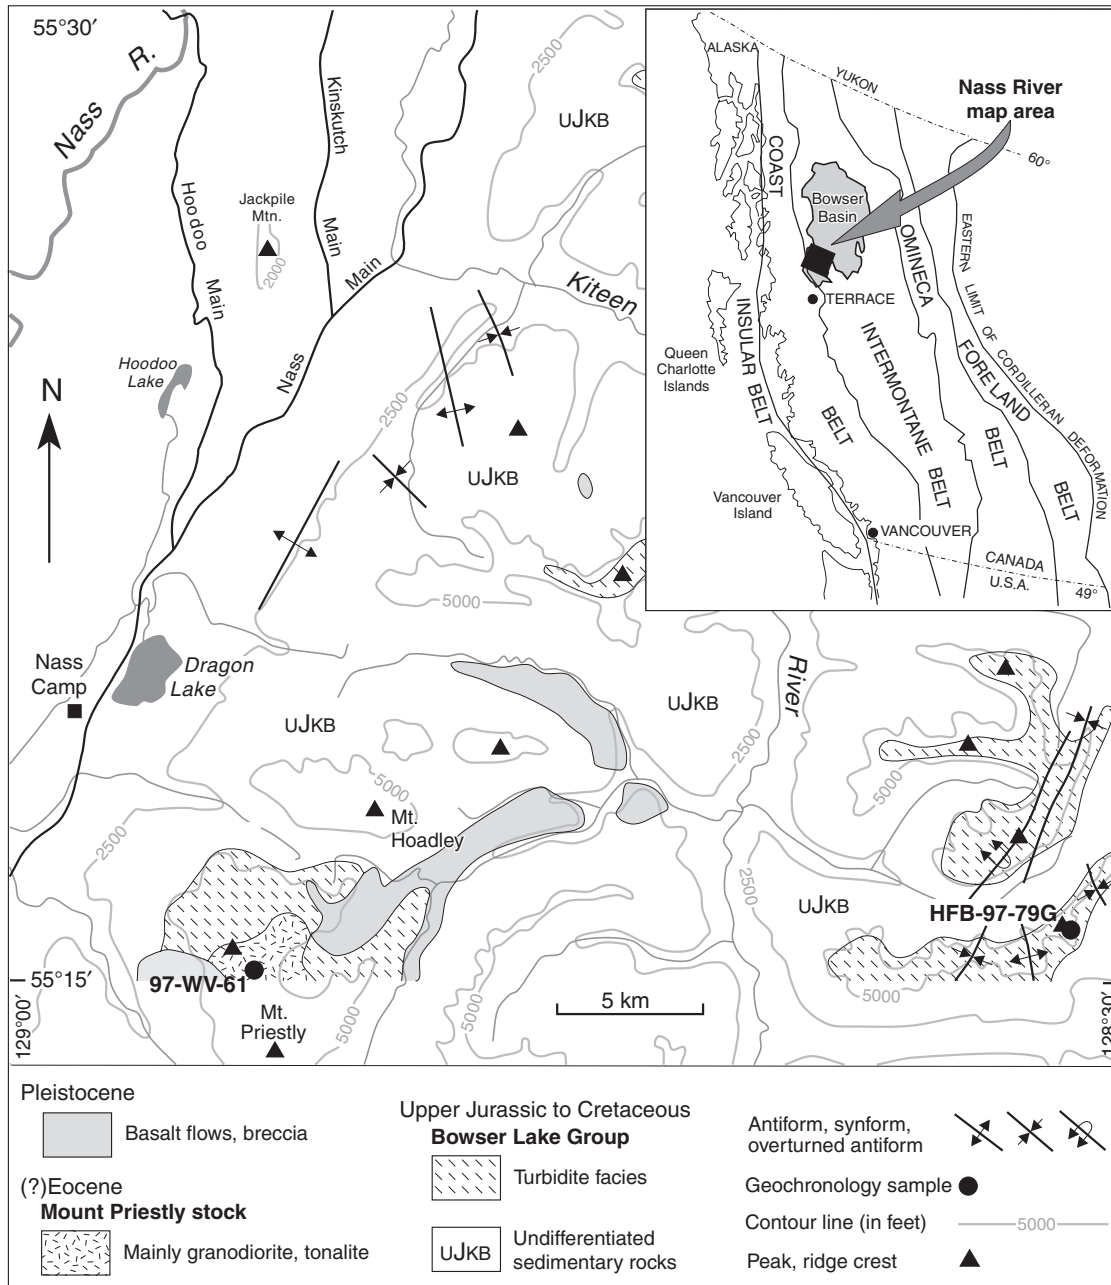 55°30'
Nass R.
Hoodoo
Main
Kinskutch
Main
Jackpile
Mtn.
2000
Nass
Main
2500
UJKB
Kiteen
Hoodoo
Lake
N
2500
UJKB
5000
Nass
Camp
Dragon
Lake
UJKB
UJKB
River
2500
5000
5000
Mt.
Hoadley
2500
2500
UJKB
HFB-97-79G
97-WV-61
55°15'
129°00'
Mt.
Priestly
5000
5000
5 km
5000
128°30'
ALASKA
YUKON
Nass River
map area
60°
COAST
BELT
Bowser
Basin
TERRACE
OMINECA
BELT
EASTERN LIMIT OF CORDILLERAN DEFORMATION
INSULAR BELT
INTERMONTANE
BELT
FORELAND
BELT
Queen
Charlotte
Islands
Vancouver
Island
VANCOUVER
CANADA
U.S.A.
49°
Pleistocene
Basalt flows, breccia
(?)Eocene
Mount Priestly stock
Mainly granodiorite, tonalite
Upper Jurassic to Cretaceous
Bowser Lake Group
Turbidite facies
UJKB
Undifferentiated
sedimentary rocks
Antiform, synform,
overturned antiform
Geochronology sample
Contour line (in feet)
5000
Peak, ridge crest